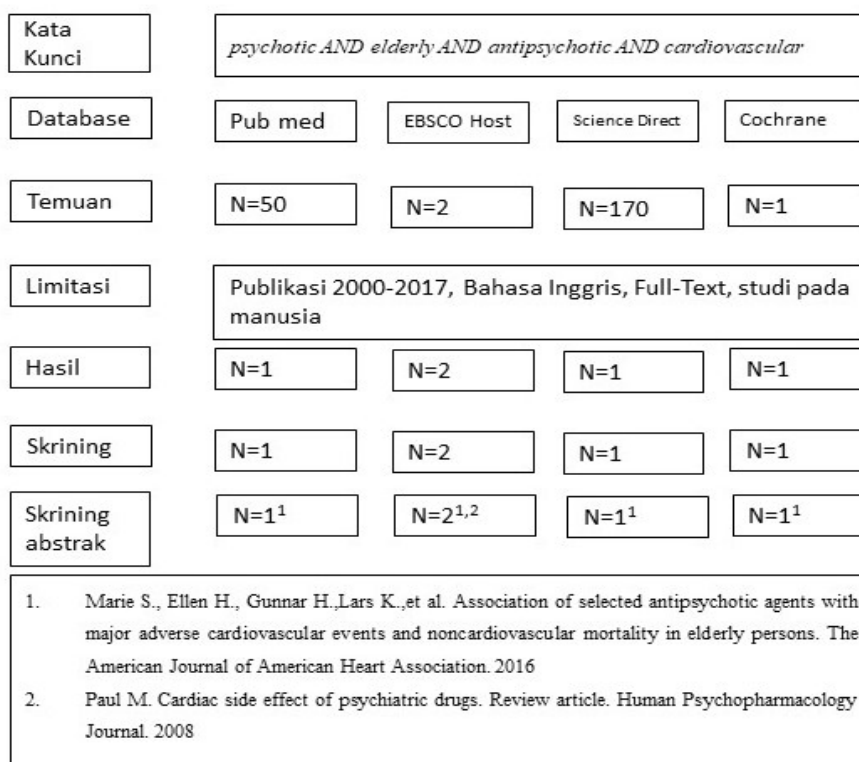 Kata
Kunci
psychotic AND elderly AND antipsychotic AND cardiovascular
Database
Pub med
EBSCO Host
Science Direct
Cochrane
Temuan
N=50
N=2
N=170
N=1
Limitasi
Publikasi 2000-2017, Bahasa Inggris, Full-Text, studi pada
manusia
Hasil
N=1
N=2
N=1
N=1
Skrining
N=1
N=2
N=1
N=1
Skrining
abstrak
N=1¹
N=2¹,²
N=1¹
N=1¹
1. Marie S., Ellen H., Gunnar H.,Lars K.,et al. Association of selected antipsychotic agents with
major adverse cardiovascular events and noncardiovascular mortality in elderly persons. The
American Journal of American Heart Association. 2016
2. Paul M. Cardiac side effect of psychiatric drugs. Review article. Human Psychopharmacology
Journal. 2008